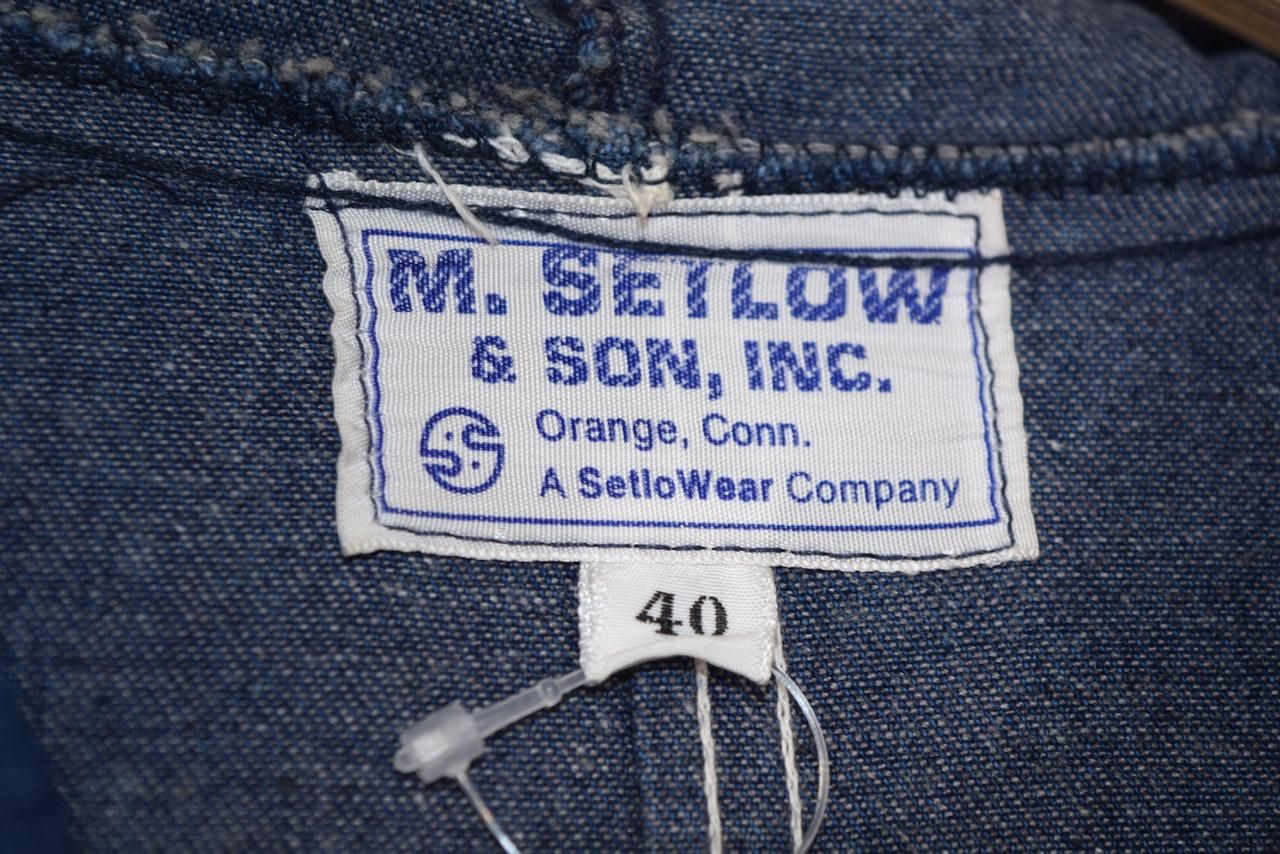 M. SETLOW
& SON, INC.
Orange, Conn.
A SetloWear Company
40